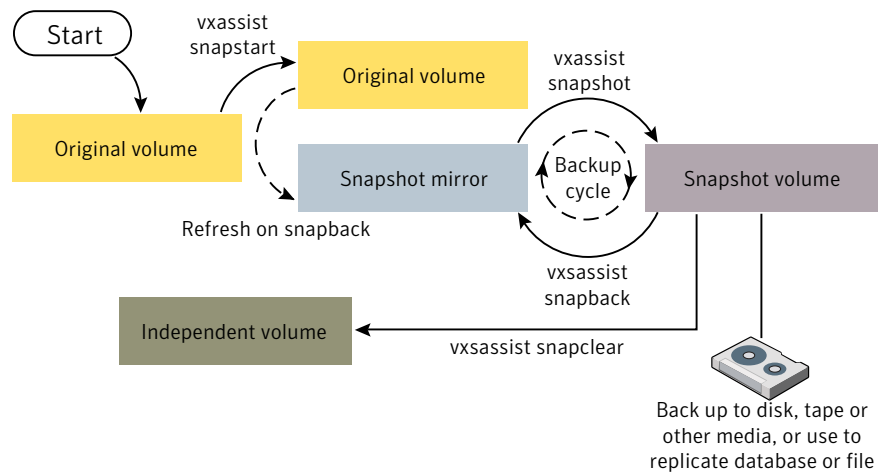 Start
vxassist
snapstart
Original volume
Original volume
vxassist
snapshot
Snapshot mirror
Backup
cycle
Snapshot volume
Refresh on snapback
vxsassist
snapback
Independent volume
vxsassist snapclear
Back up to disk, tape or
other media, or use to
replicate database or file